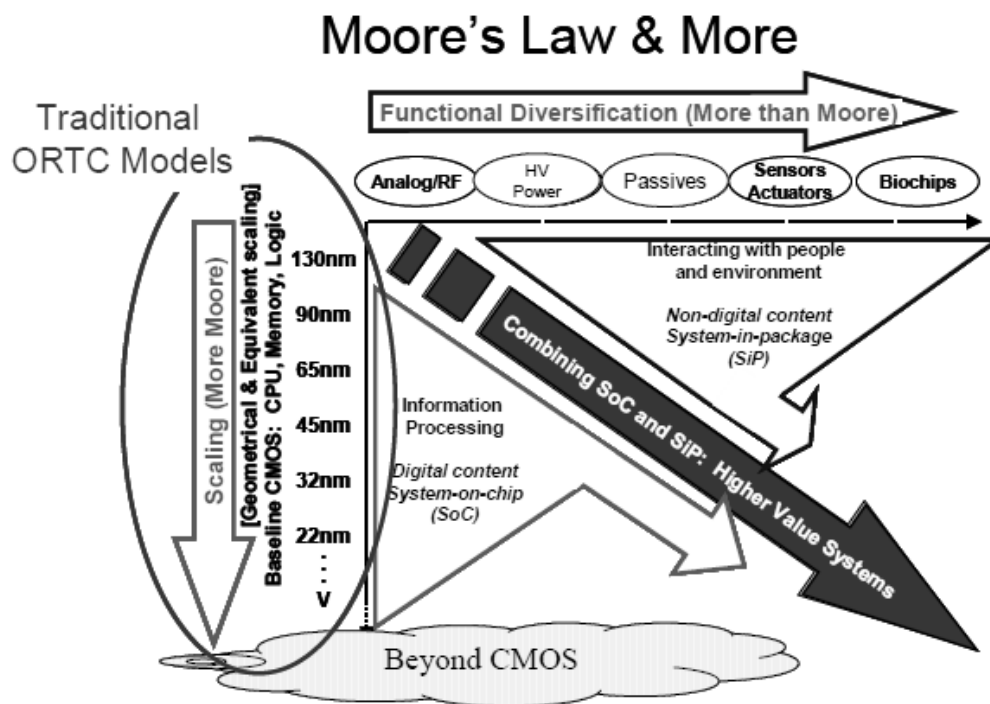 Moore's Law & More
Traditional
ORTC Models
Functional Diversification (More than Moore)
Analog/RF
HV
Power
Passives
Sensors
Actuators
Biochips
Scaling (More Moore)
[Geometrical & Equivalent scaling]
Baseline CMOS: CPU, Memory, Logic
130nm
90nm
65nm
45nm
32nm
22nm
V
Interacting with people
and environment
Non-digital content
System-in-package
(SiP)
Combining SoC and SiP: Higher Value Systems
Information
Processing
Digital content
System-on-chip
(SoC)
Beyond CMOS